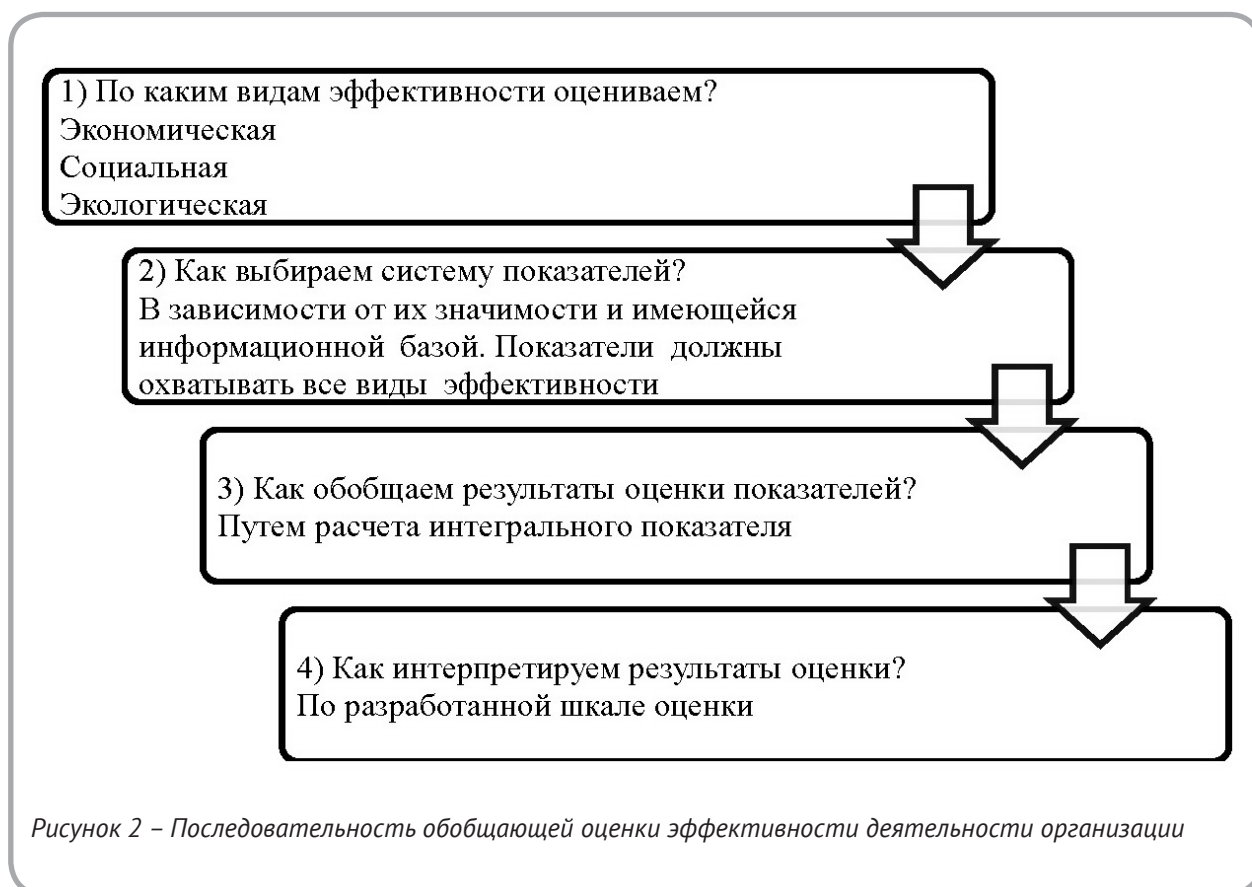 1) По каким видам эффективности оцениваем?
Экономическая
Социальная
Экологическая
2) Как выбираем систему показателей?
В зависимости от их значимости и имеющейся
информационной базой. Показатели должны
охватывать все виды эффективности
3) Как обобщаем результаты оценки показателей?
Путем расчета интегрального показателя
4) Как интерпретируем результаты оценки?
По разработанной шкале оценки
Рисунок 2 – Последовательность обобщающей оценки эффективности деятельности организации